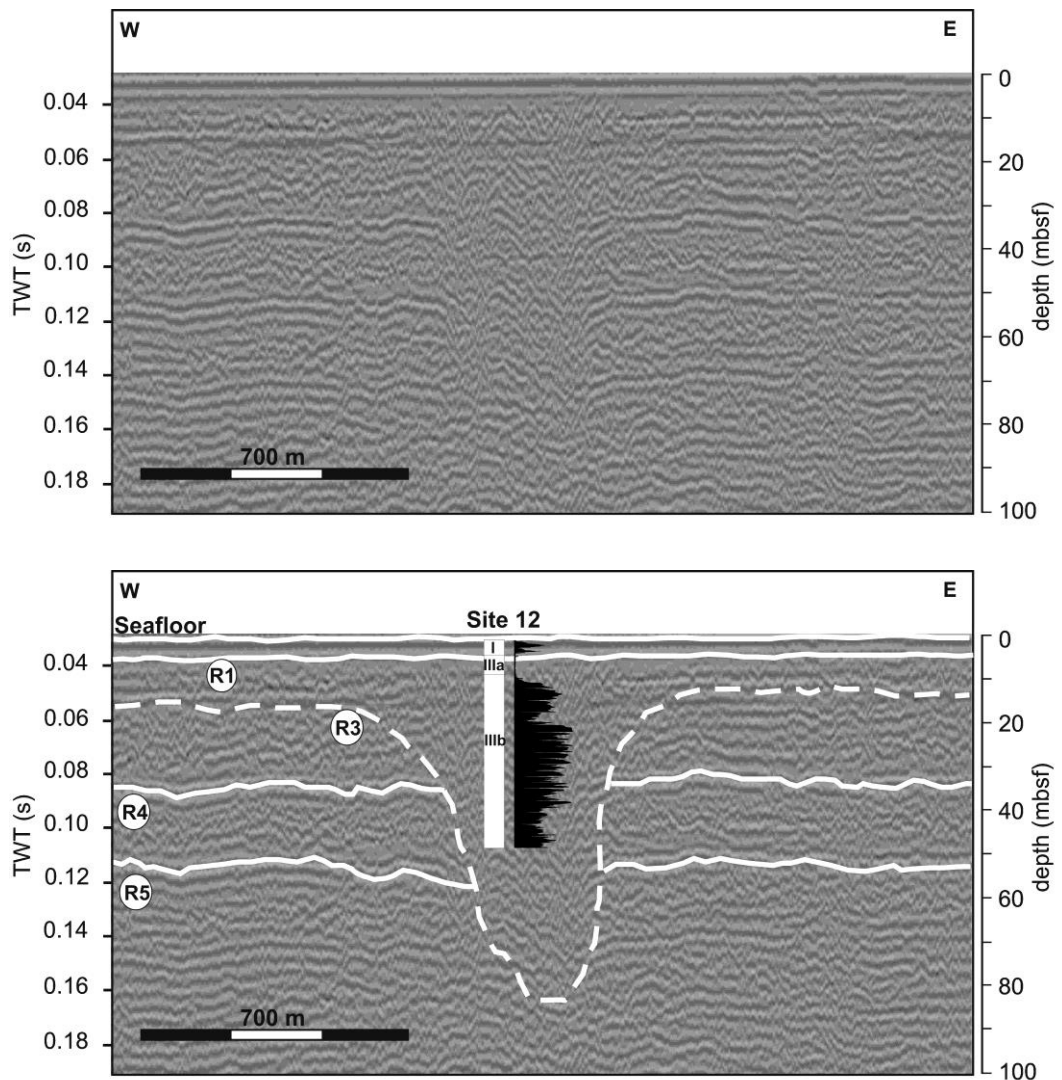 W E
0.04
0.06
0.08
0.10
0.12
0.14
0.16
0.18
TWT (s)
0
20
40
60
80
100
depth (mbsf)
700 m
W E
Seafloor Site 12
I
IIIa
IIIb
R1
R3
R4
R5
0.04
0.06
0.08
0.10
0.12
0.14
0.16
0.18
TWT (s)
0
20
40
60
80
100
depth (mbsf)
700 m